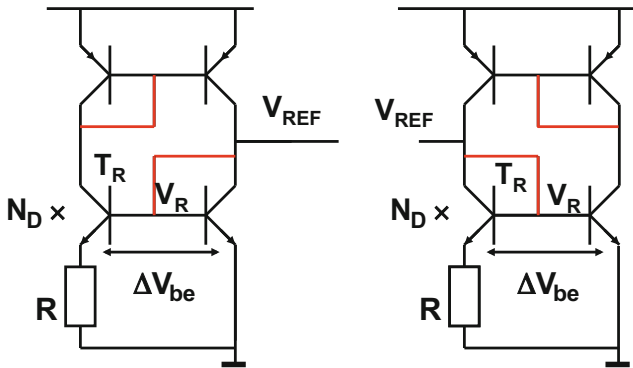 V_REF
T_R
V_R
N_D ×
ΔV_be
R
V_REF
T_R
V_R
N_D ×
ΔV_be
R